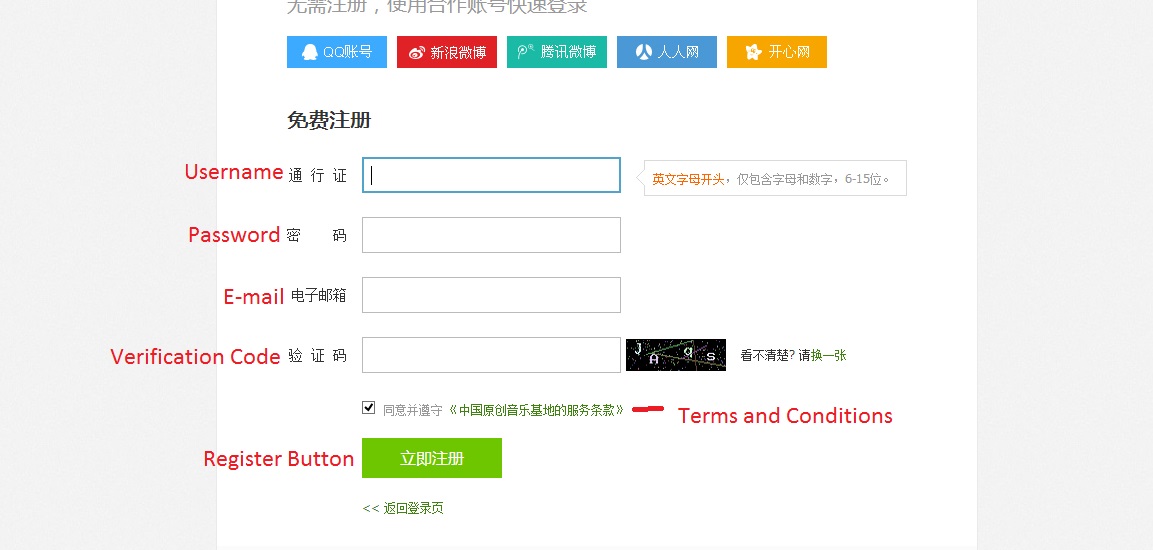 无需注册，使用合作账号快速登录
QQ账号 新浪微博 腾讯微博 人人网 开心网
免费注册
Username 通行证 英文字母开头，仅包含字母和数字，6-15位。
Password 密码
E-mail 电子邮箱
Verification Code 验证码 J A q s 看不清楚? 请换一张
同意并遵守《中国原创音乐基地的服务条款》 Terms and Conditions
Register Button 立即注册
<< 返回登录页